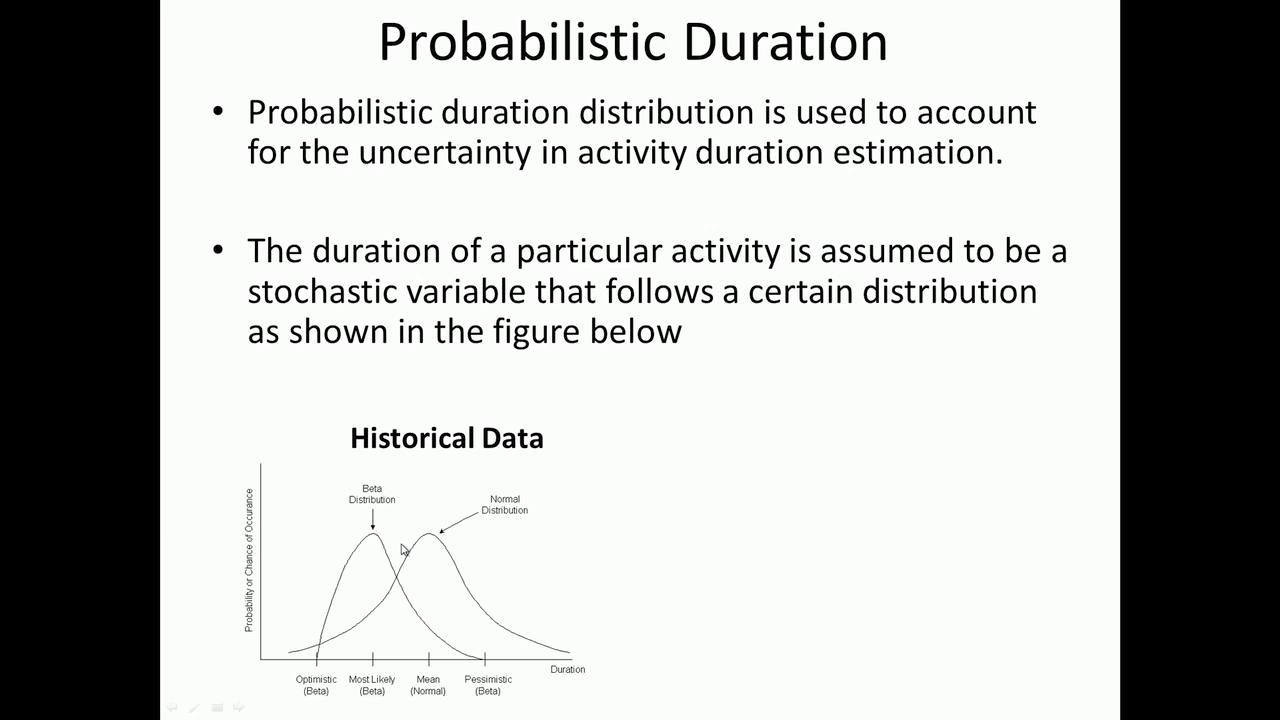 Probabilistic Duration
• Probabilistic duration distribution is used to account
for the uncertainty in activity duration estimation.
• The duration of a particular activity is assumed to be a
stochastic variable that follows a certain distribution
as shown in the figure below
Historical Data
Probability or Chance of Occurance
Beta
Distribution
Normal
Distribution
Duration
Optimistic
(Beta)
Most Likely
(Beta)
Mean
(Normal)
Pessimistic
(Beta)